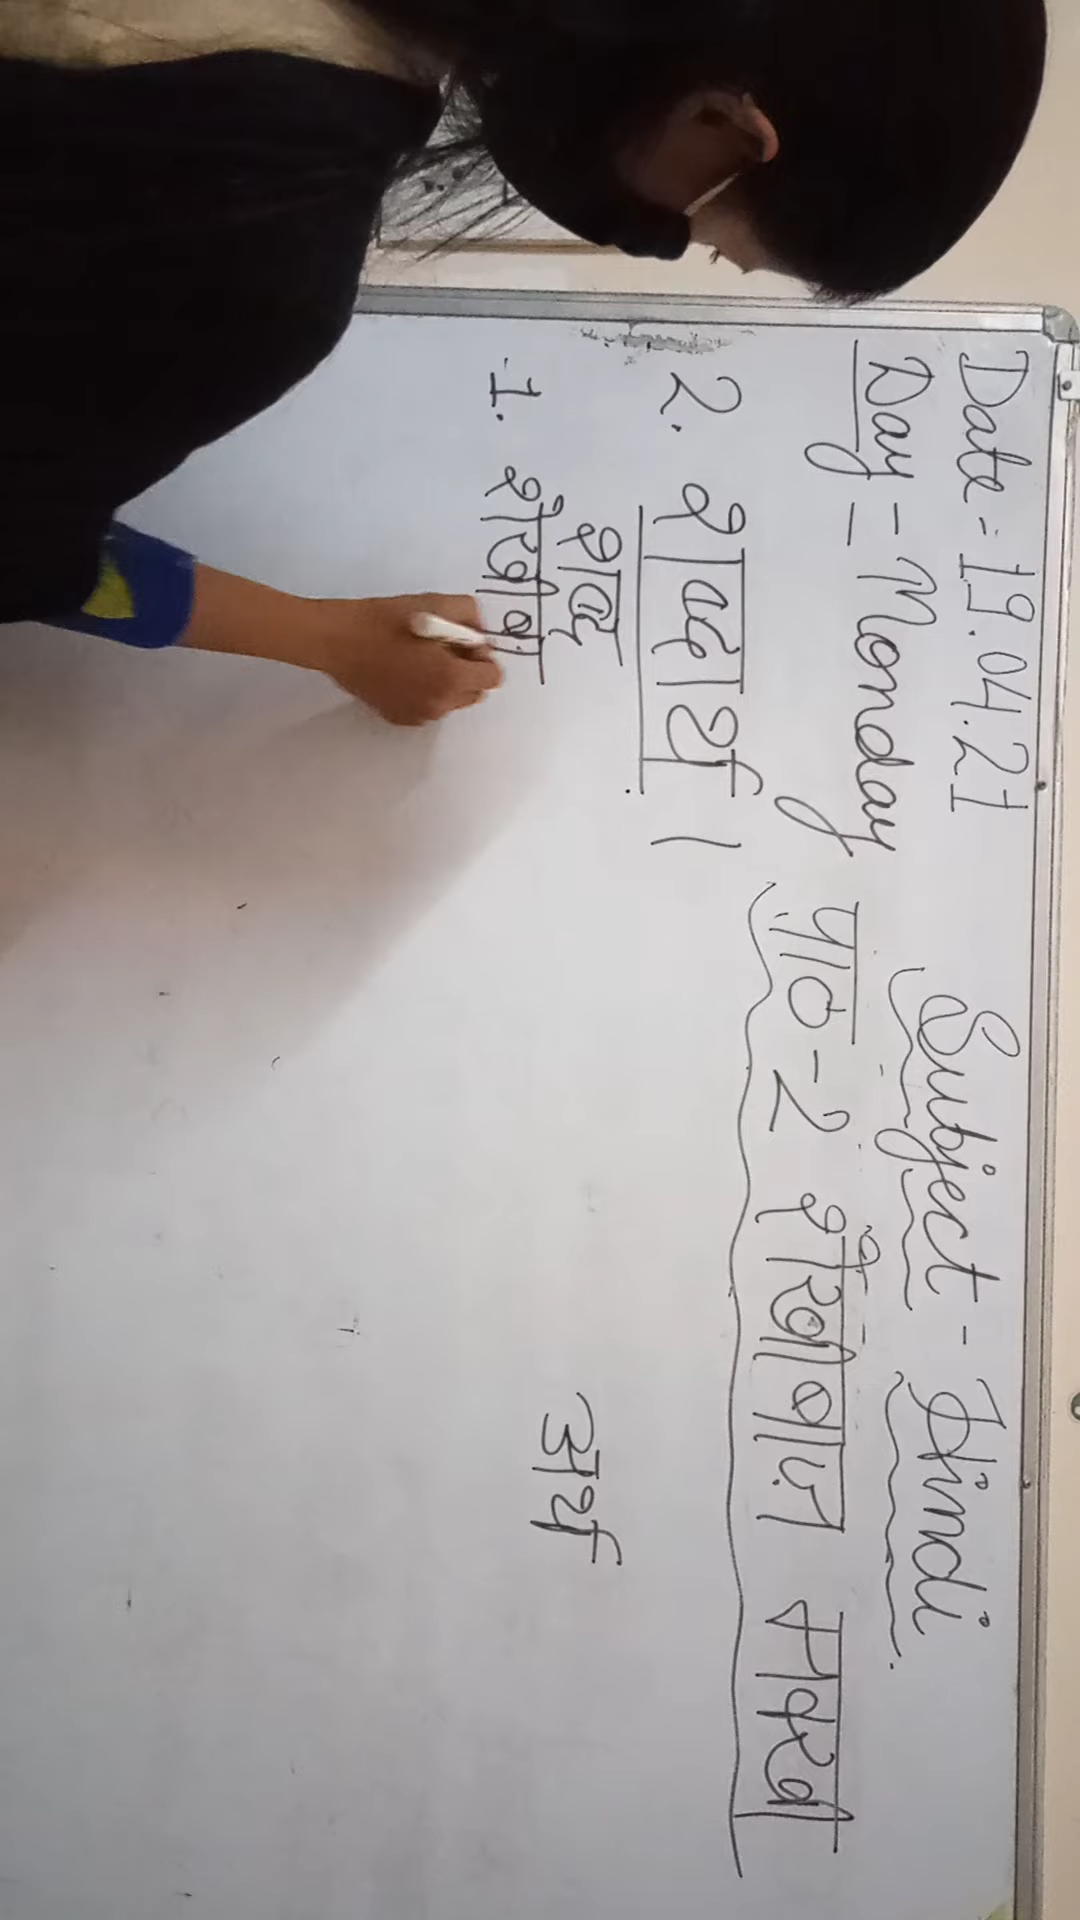 Date - 19.04.21
Subject - Hindi
Day - Monday
पाठ - 2 शेखीबाज मक्खी
2. शब्दार्थ।
शब्द अर्थ
1. शेखीब